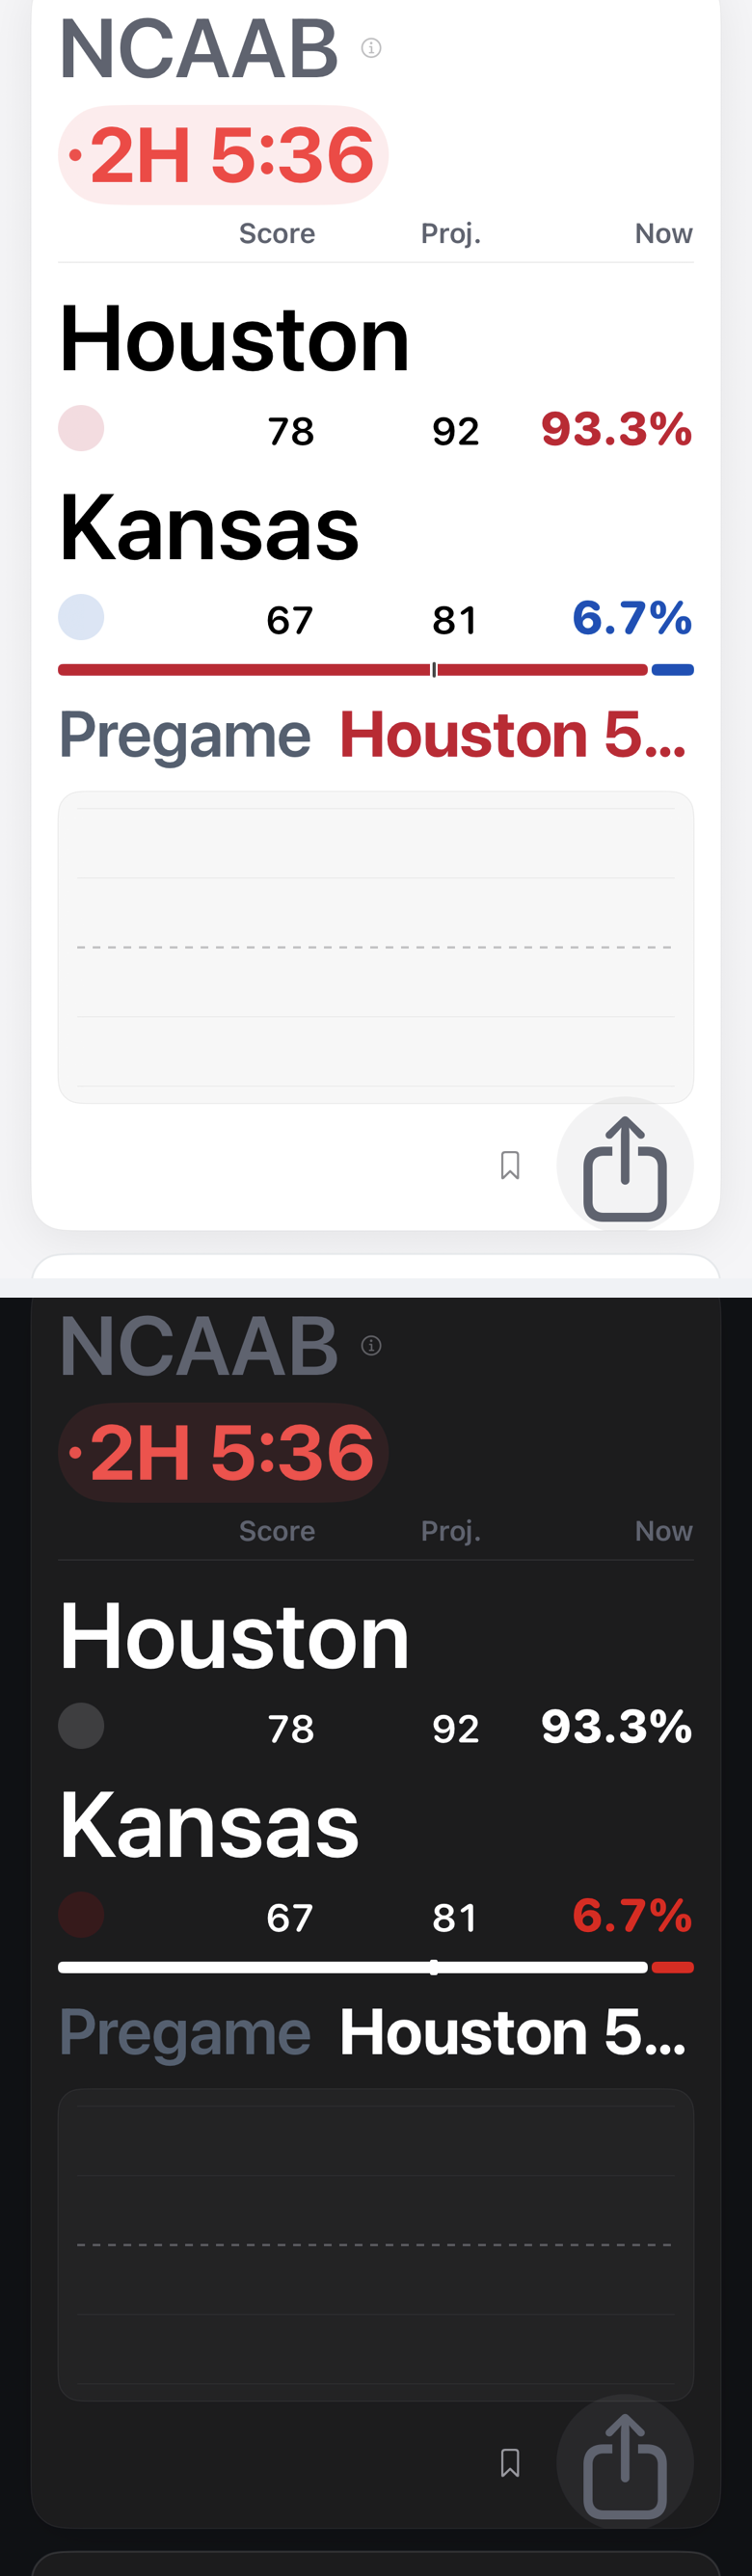 NCAAB
·2H 5:36
Score Proj. Now
Houston
78 92 93.3%
Kansas
67 81 6.7%
Pregame Houston 5...
NCAAB
·2H 5:36
Score Proj. Now
Houston
78 92 93.3%
Kansas
67 81 6.7%
Pregame Houston 5...